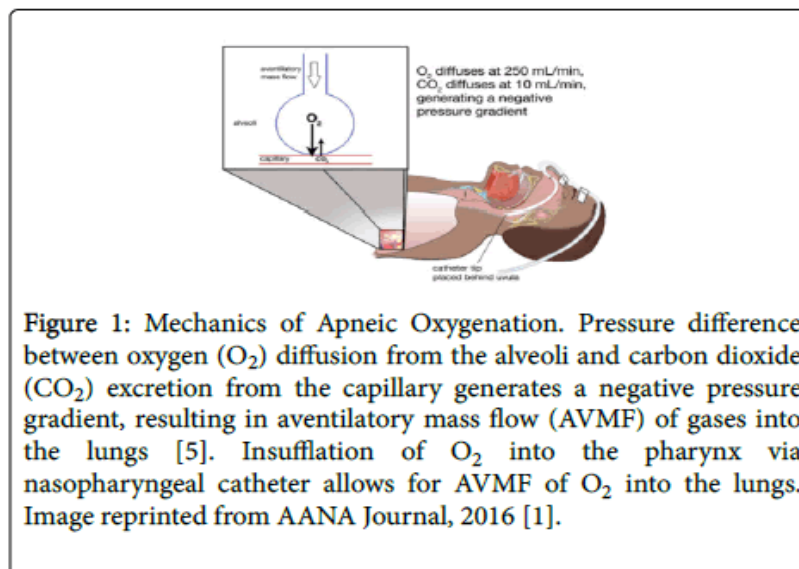 aventilatory
mass flow
O₂ diffuses at 250 mL/min,
CO₂ diffuses at 10 mL/min,
generating a negative
pressure gradient
O₂
alveoli
capillary
CO₂
catheter tip
placed behind uvula
Figure 1: Mechanics of Apneic Oxygenation. Pressure difference
between oxygen (O₂) diffusion from the alveoli and carbon dioxide
(CO₂) excretion from the capillary generates a negative pressure
gradient, resulting in aventilatory mass flow (AVMF) of gases into
the lungs [5]. Insufflation of O₂ into the pharynx via
nasopharyngeal catheter allows for AVMF of O₂ into the lungs.
Image reprinted from AANA Journal, 2016 [1].